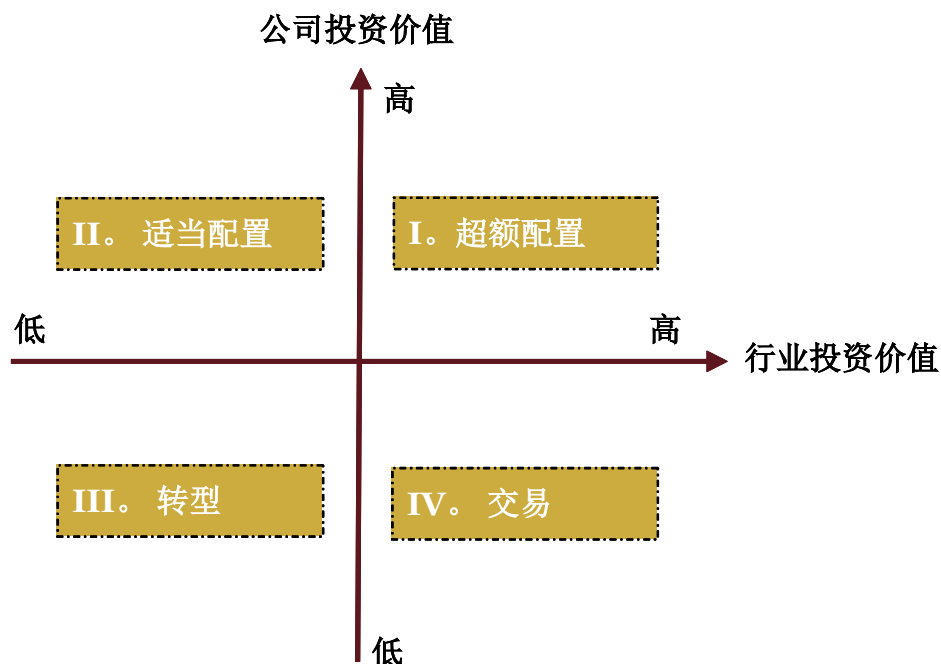 公司投资价值
高
II。 适当配置
I。超额配置
低
高
行业投资价值
III。 转型
IV。 交易
低